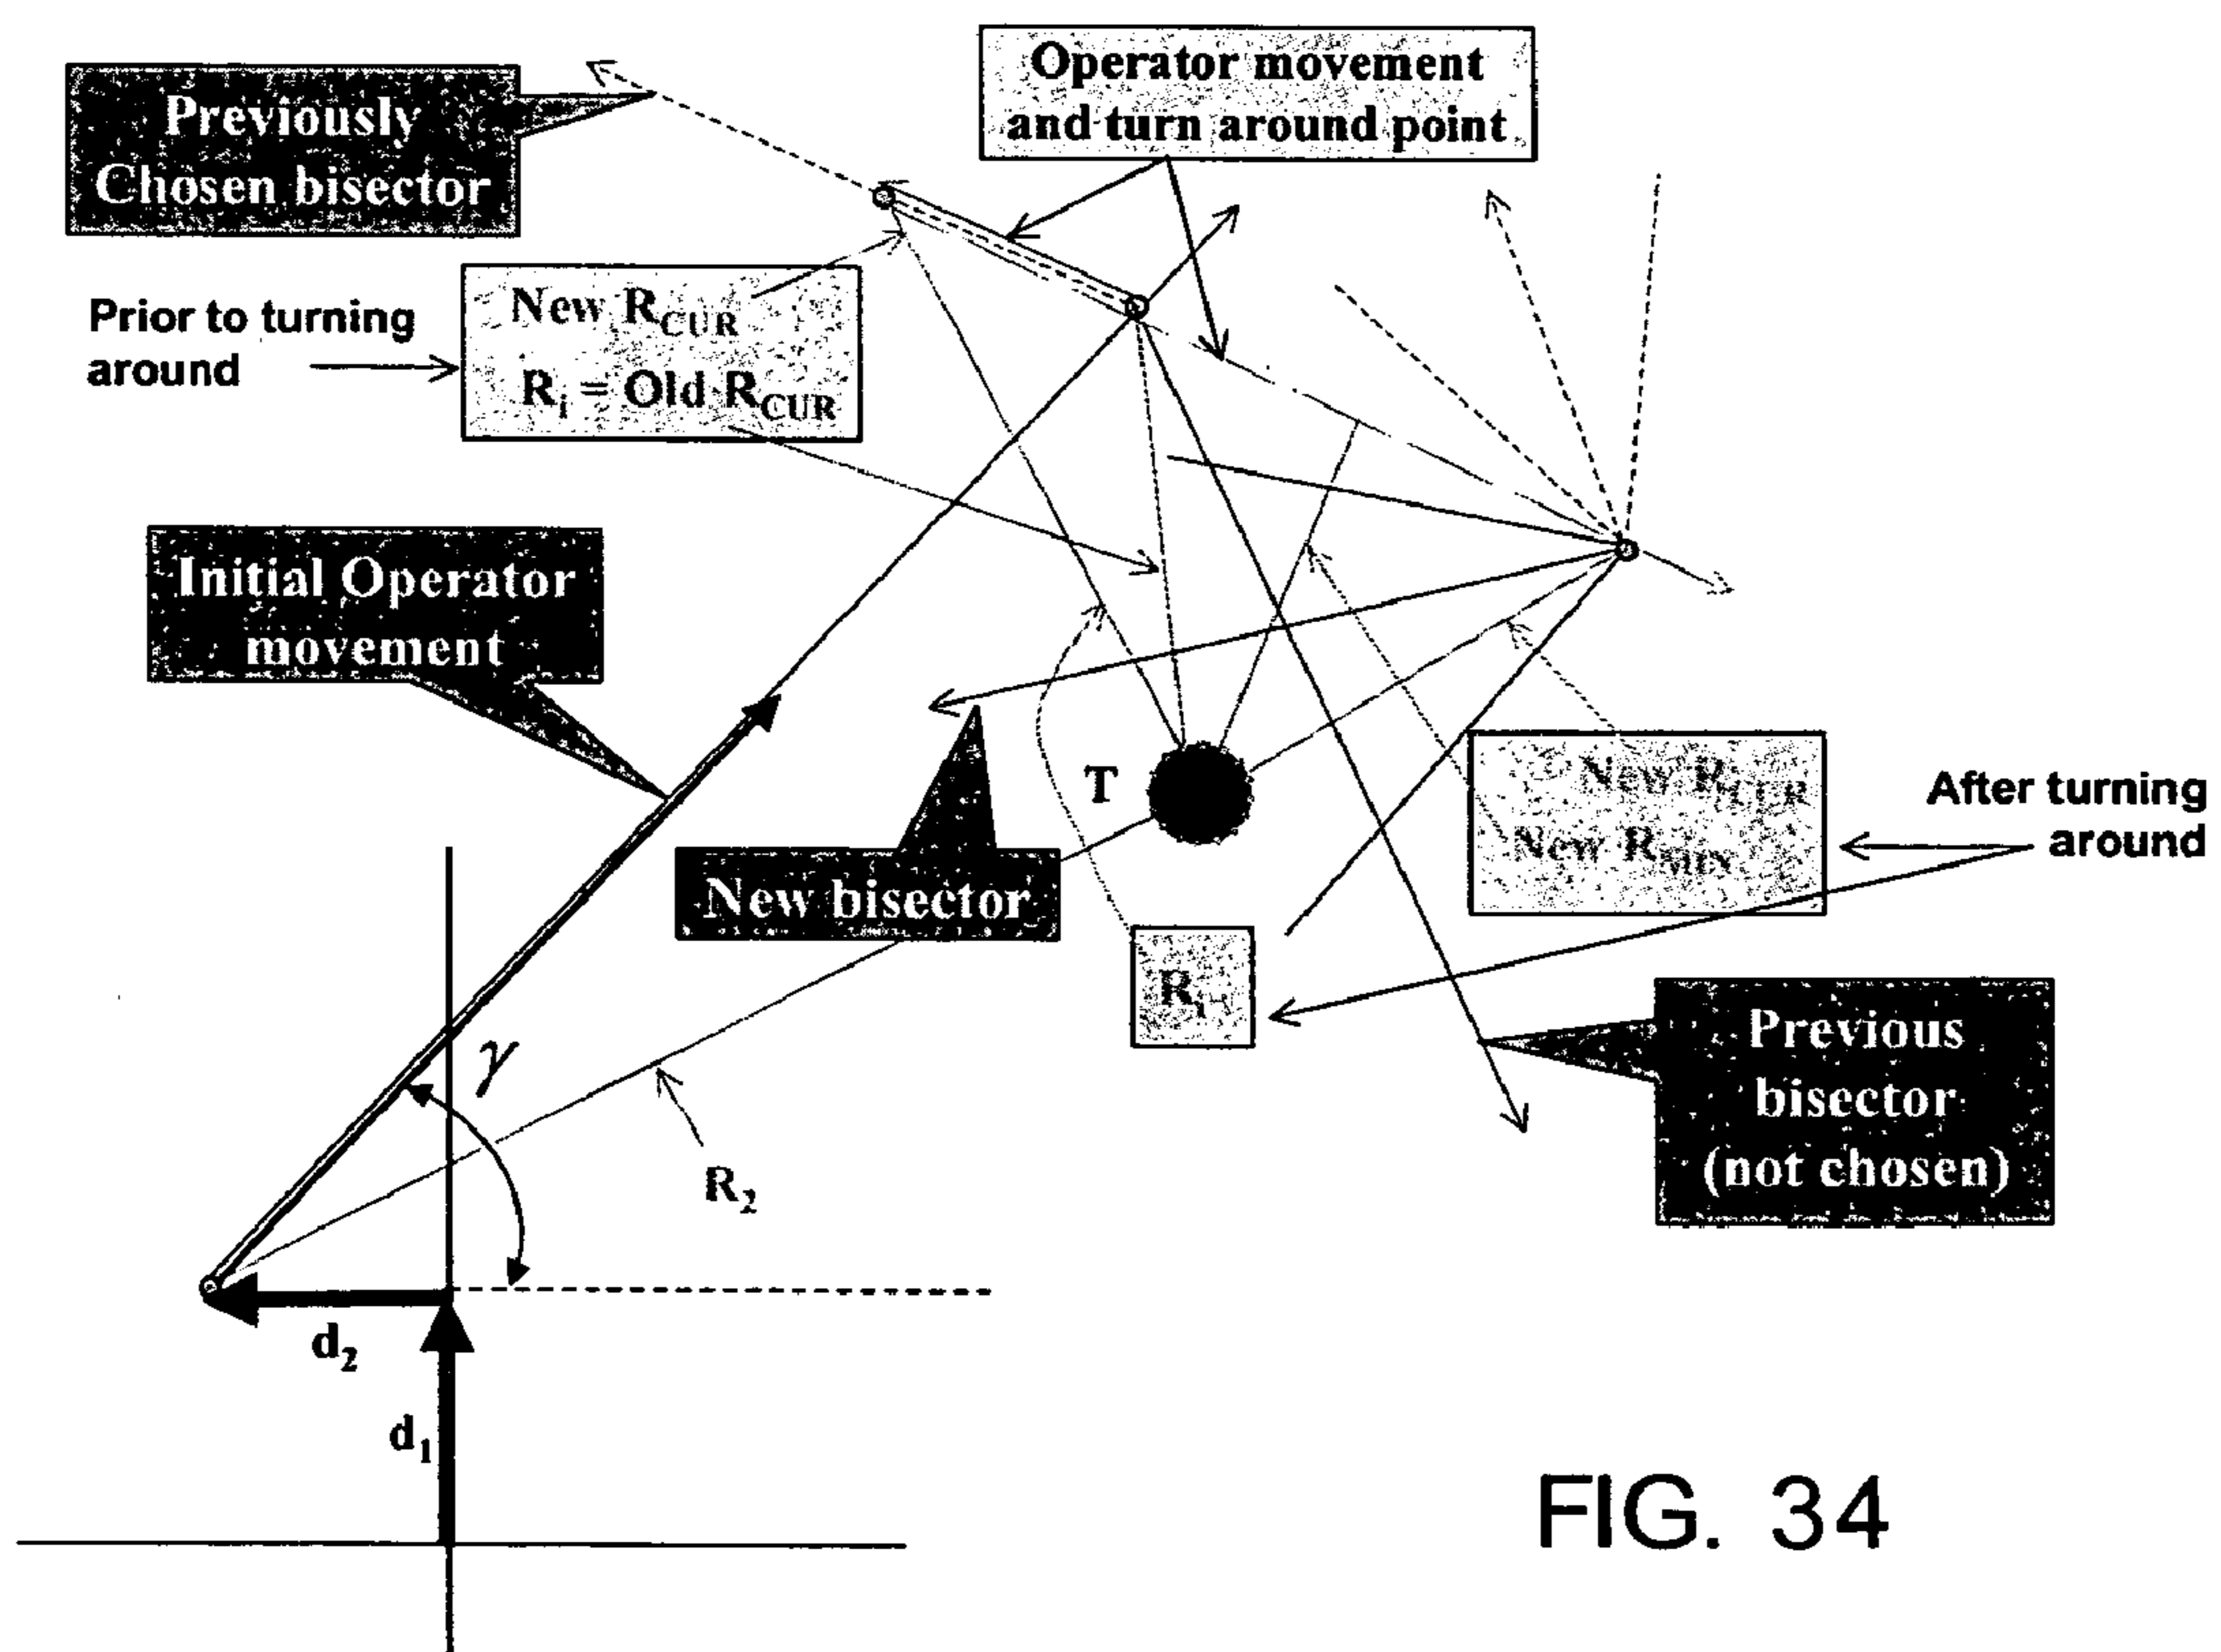 Operator movement
and turn around point
Previously
Chosen bisector
Prior to turning
around
New R_CUR
R_i = Old R_CUR
Initial Operator
movement
T
New
New R_MIN
After turning
around
New bisector
R
Previous
bisector
(not chosen)
γ
R_2
d_2
d_1
FIG. 34